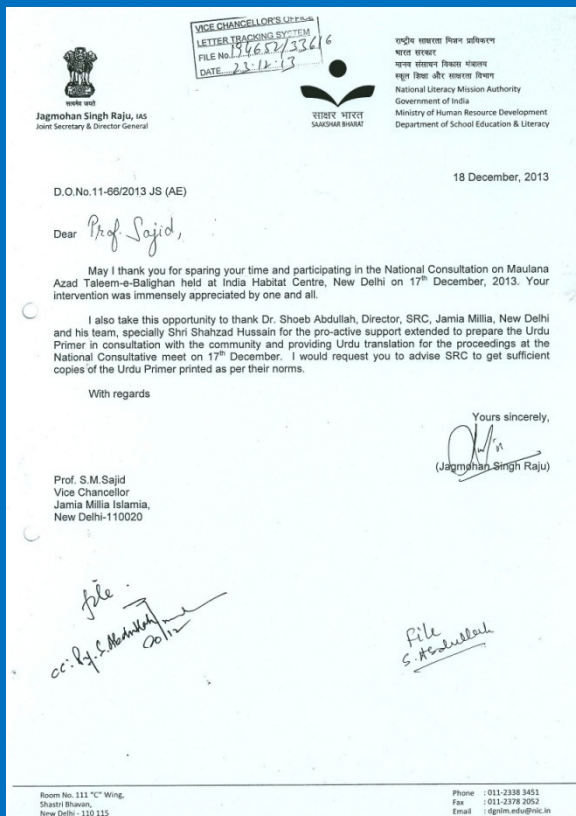 VICE CHANCELLOR'S OFFICE
LETTER TRACKING SYSTEM
FILE No. 194652/33616
DATE 23.12.13
सत्यमेव जयते
Jagmohan Singh Raju, IAS
Joint Secretary & Director General
साक्षर भारत
SAAKSHAR BHARAT
राष्ट्रीय साक्षरता मिशन प्राधिकरण
भारत सरकार
मानव संसाधन विकास मंत्रालय
स्कूल शिक्षा और साक्षरता विभाग
National Literacy Mission Authority
Government of India
Ministry of Human Resource Development
Department of School Education & Literacy
18 December, 2013
D.O.No.11-66/2013 JS (AE)
Dear Prof. Sajid,
May I thank you for sparing your time and participating in the National Consultation on Maulana
Azad Taleem-e-Balighan held at India Habitat Centre, New Delhi on 17th December, 2013. Your
intervention was immensely appreciated by one and all.
I also take this opportunity to thank Dr. Shoeb Abdullah, Director, SRC, Jamia Millia, New Delhi
and his team, specially Shri Shahzad Hussain for the pro-active support extended to prepare the Urdu
Primer in consultation with the community and providing Urdu translation for the proceedings at the
National Consultative meet on 17th December. I would request you to advise SRC to get sufficient
copies of the Urdu Primer printed as per their norms.
With regards
Yours sincerely,
(Jagmohan Singh Raju)
Prof. S.M.Sajid
Vice Chancellor
Jamia Millia Islamia,
New Delhi-110020
file
cc: S. Abdullah
20/12
File
S. Abdullah
Room No. 111 "C" Wing,
Shastri Bhavan,
New Delhi - 110 115
Phone : 011-2338 3451
Fax : 011-2378 2052
Email : dgnlm.edu@nic.in